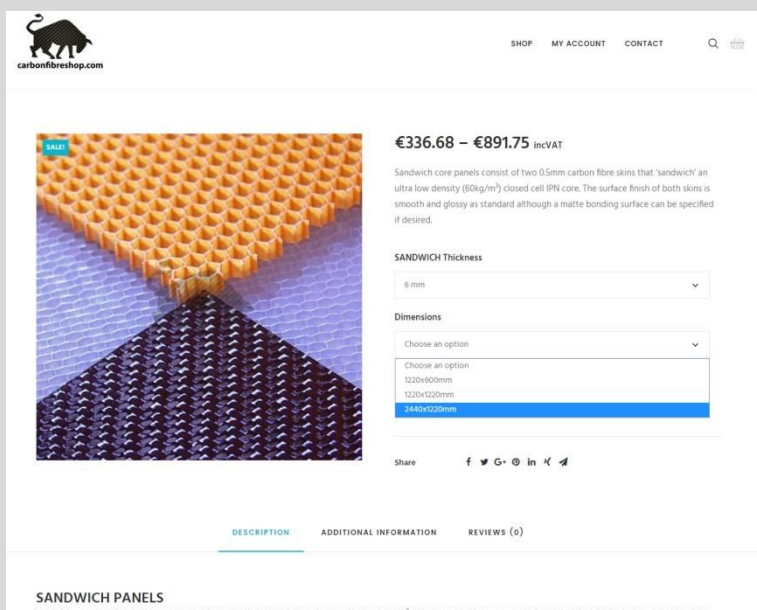 carbonfibreshop.com
SHOP MY ACCOUNT CONTACT
SALE!
€336.68 – €891.75 incVAT
Sandwich core panels consist of two 0.5mm carbon fibre skins that 'sandwich' an
ultra low density (60kg/m³) closed cell IPN core. The surface finish of both skins is
smooth and glossy as standard although a matte bonding surface can be specified
if desired.
SANDWICH Thickness
6 mm
Dimensions
Choose an option
Choose an option
1220x600mm
1220x1220mm
2440x1220mm
Share
DESCRIPTION ADDITIONAL INFORMATION REVIEWS (0)
SANDWICH PANELS